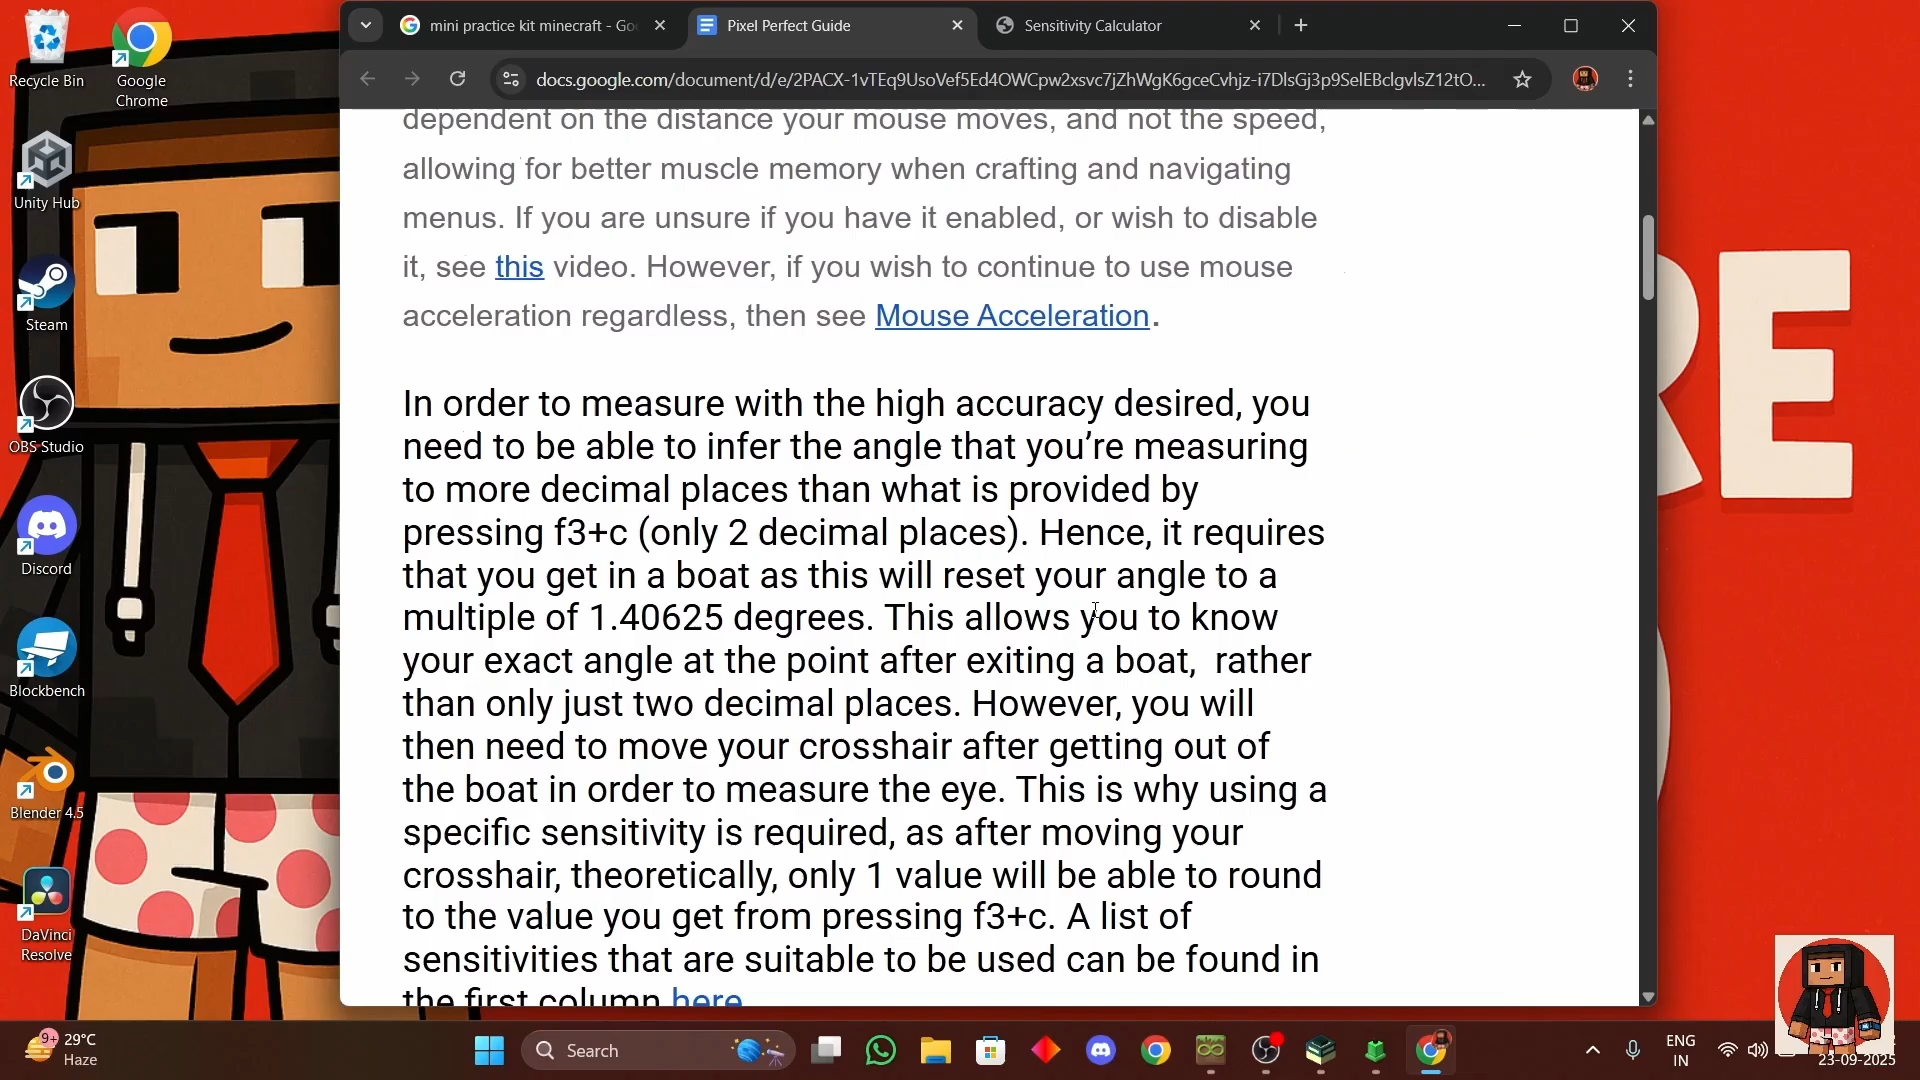 mini practice kit minecraft - Go
Pixel Perfect Guide
Sensitivity Calculator
docs.google.com/document/d/e/2PACX-1vTEq9UsoVef5Ed4OWCpw2xsvc7jZhWgK6gceCvhjz-i7DlsGj3p9SelEBclgvlsZ12tO...
Recycle Bin
Google
Chrome
Unity Hub
Steam
OBS Studio
Discord
Blockbench
Blender 4.5
DaVinci
Resolve
dependent on the distance your mouse moves, and not the speed,
allowing for better muscle memory when crafting and navigating
menus. If you are unsure if you have it enabled, or wish to disable
it, see this video. However, if you wish to continue to use mouse
acceleration regardless, then see Mouse Acceleration.
In order to measure with the high accuracy desired, you
need to be able to infer the angle that you’re measuring
to more decimal places than what is provided by
pressing f3+c (only 2 decimal places). Hence, it requires
that you get in a boat as this will reset your angle to a
multiple of 1.40625 degrees. This allows you to know
your exact angle at the point after exiting a boat,  rather
than only just two decimal places. However, you will
then need to move your crosshair after getting out of
the boat in order to measure the eye. This is why using a
specific sensitivity is required, as after moving your
crosshair, theoretically, only 1 value will be able to round
to the value you get from pressing f3+c. A list of
sensitivities that are suitable to be used can be found in
the first column here
RE
9+
29°C
Haze
Search
ENG
IN
23-09-2025